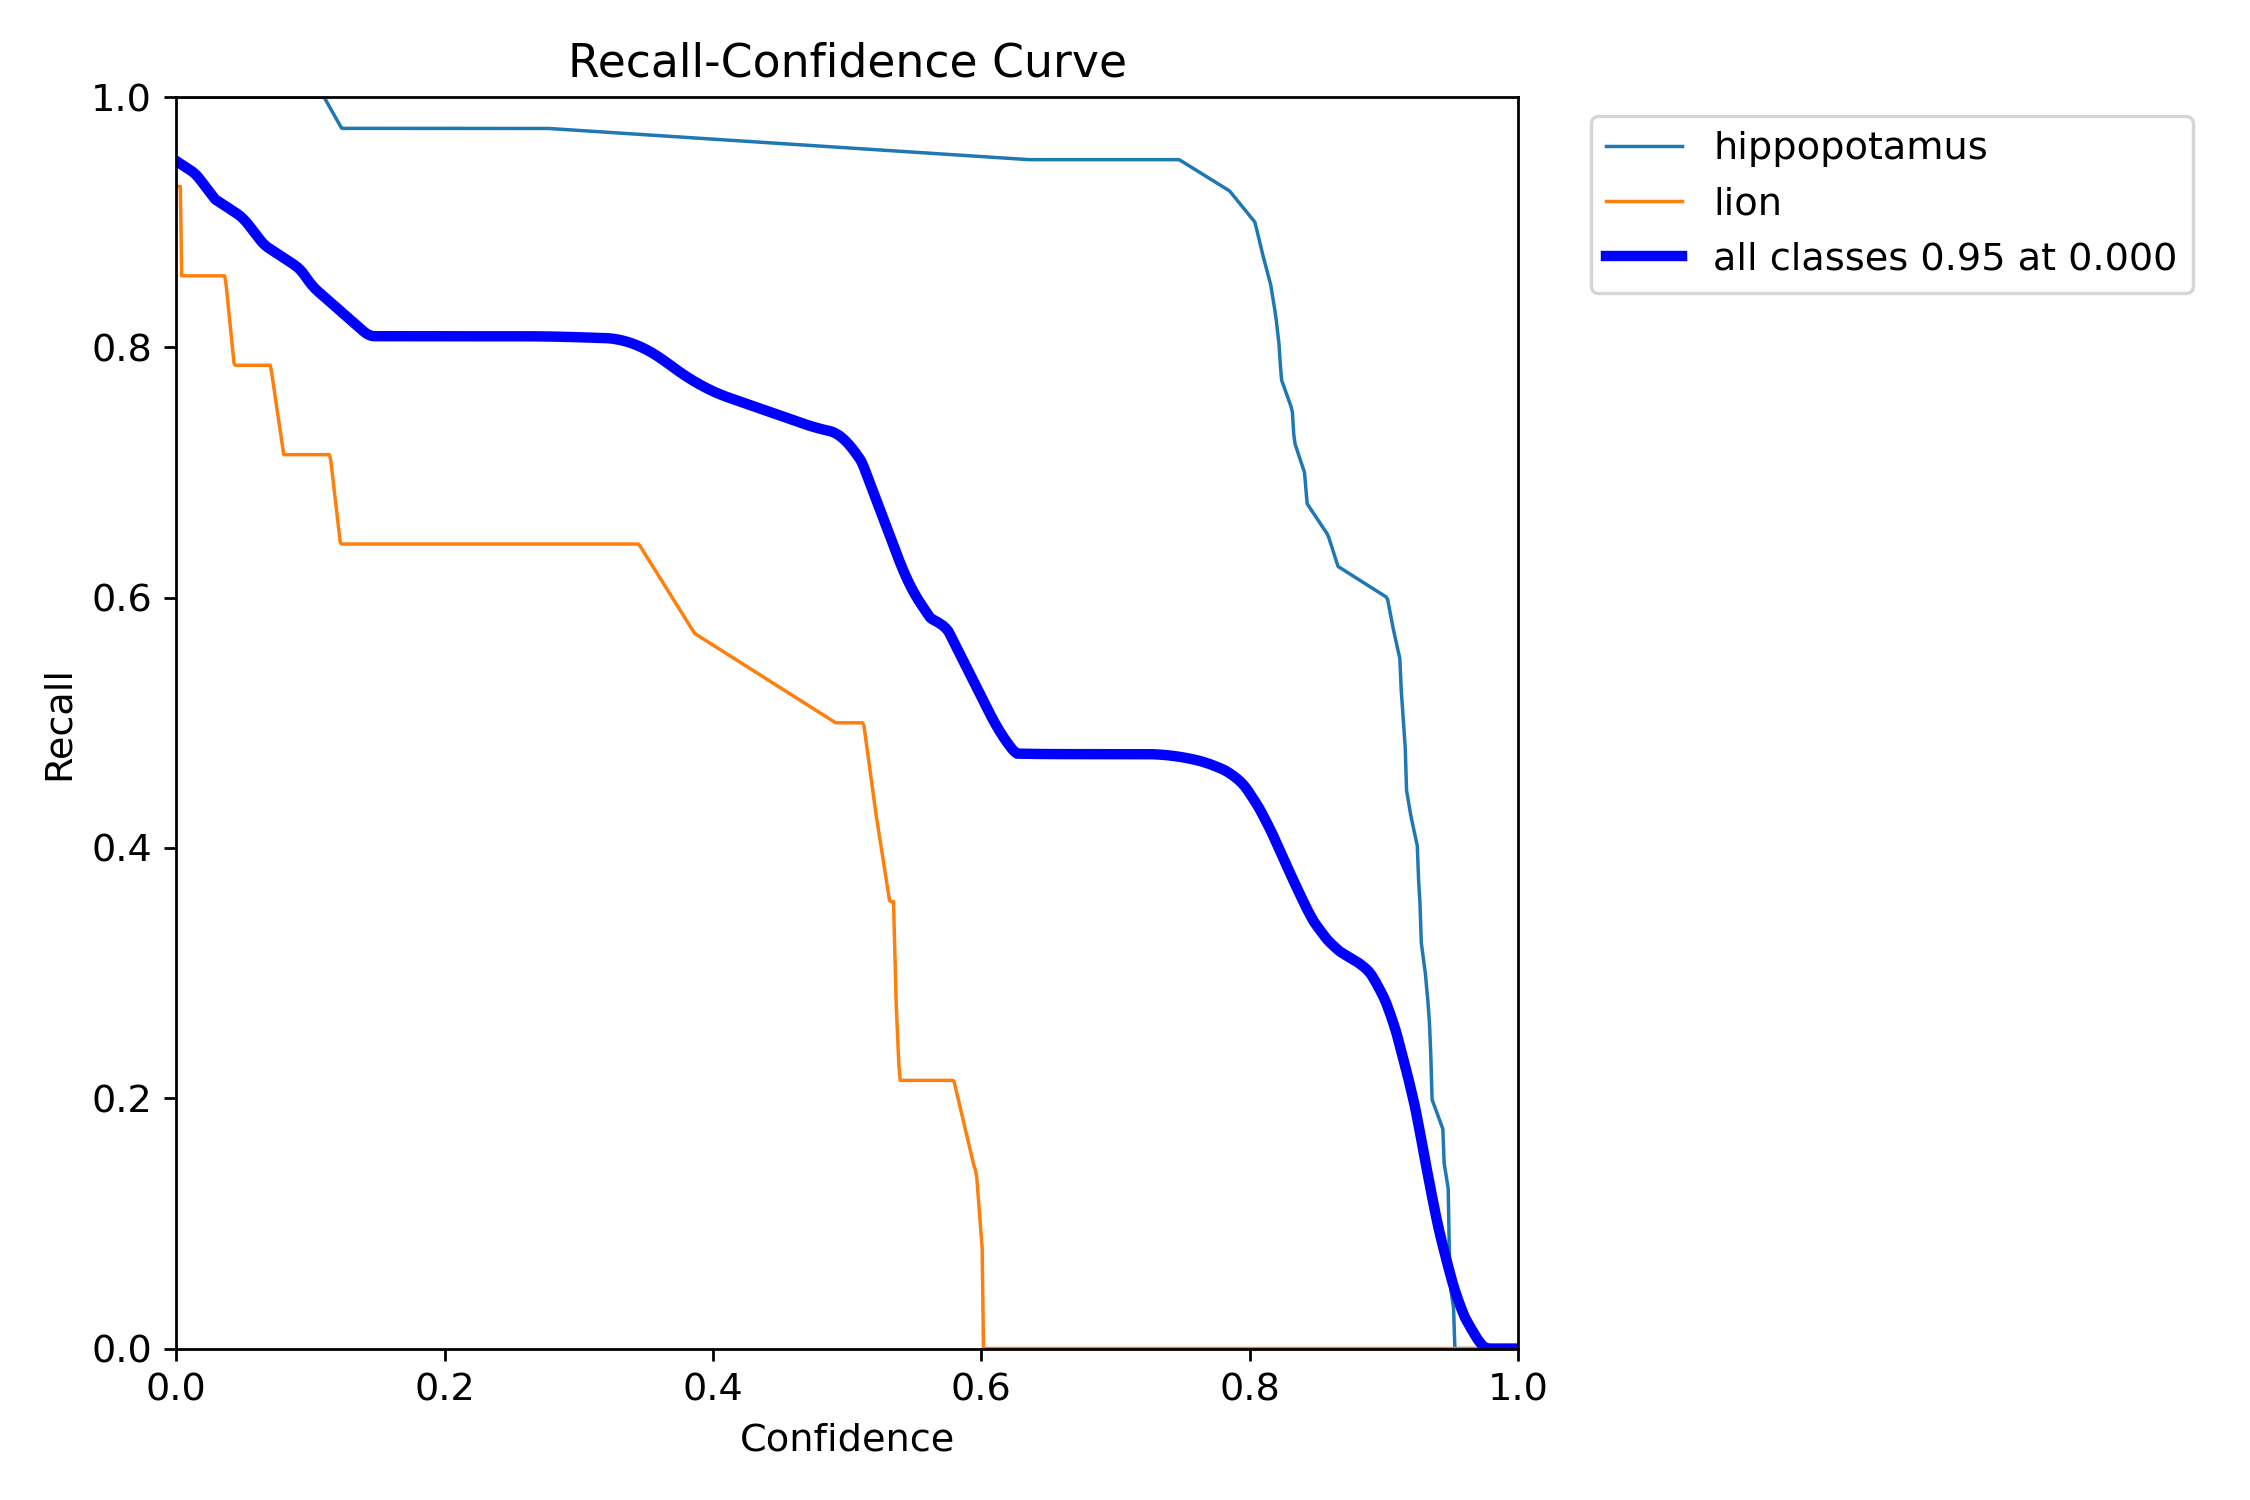 Recall-Confidence Curve
1.0
0.8
0.6
0.4
0.2
0.0
Recall
0.0 0.2 0.4 0.6 0.8 1.0
Confidence
hippopotamus
lion
all classes 0.95 at 0.000